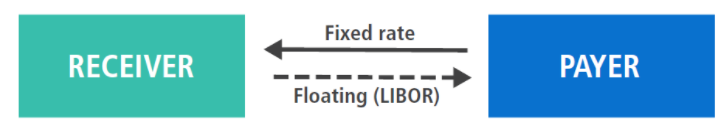 RECEIVER
Fixed rate
Floating (LIBOR)
PAYER